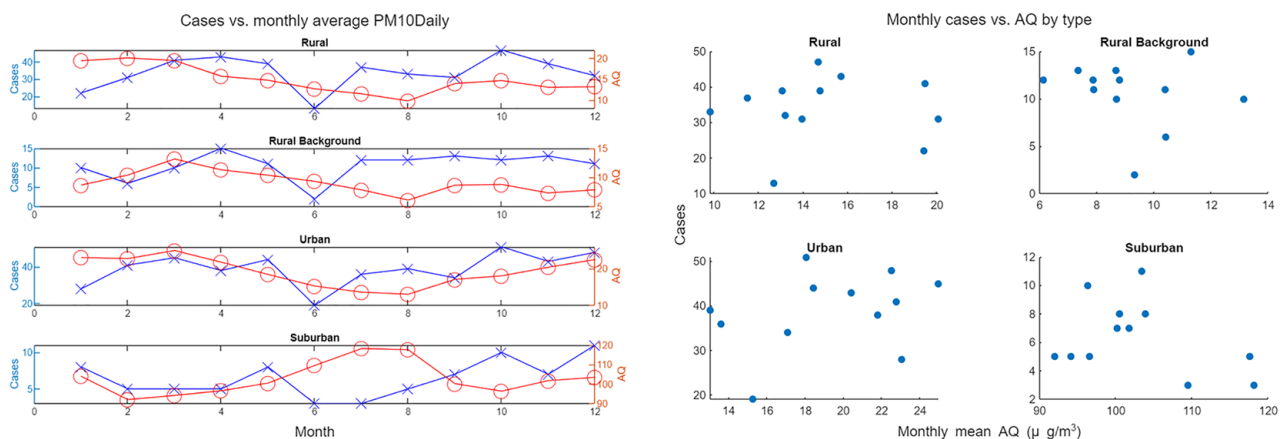 Cases vs. monthly average PM10Daily
Rural
40
30
20
Cases
20
15
10
AQ
0 2 4 6 8 10 12
Rural Background
15
10
5
0
Cases
15
10
5
AQ
0 2 4 6 8 10 12
Urban
40
20
Cases
20
10
AQ
0 2 4 6 8 10 12
Suburban
10
5
Cases
120
110
100
90
AQ
0 2 4 6 8 10 12
Month
Monthly cases vs. AQ by type
Rural
50
40
30
20
10
10 12 14 16 18 20
Rural Background
15
10
5
0
6 8 10 12 14
Cases
Urban
50
40
30
20
14 16 18 20 22 24
Suburban
12
10
8
6
4
2
90 100 110 120
Monthly mean AQ (μ g/m³)